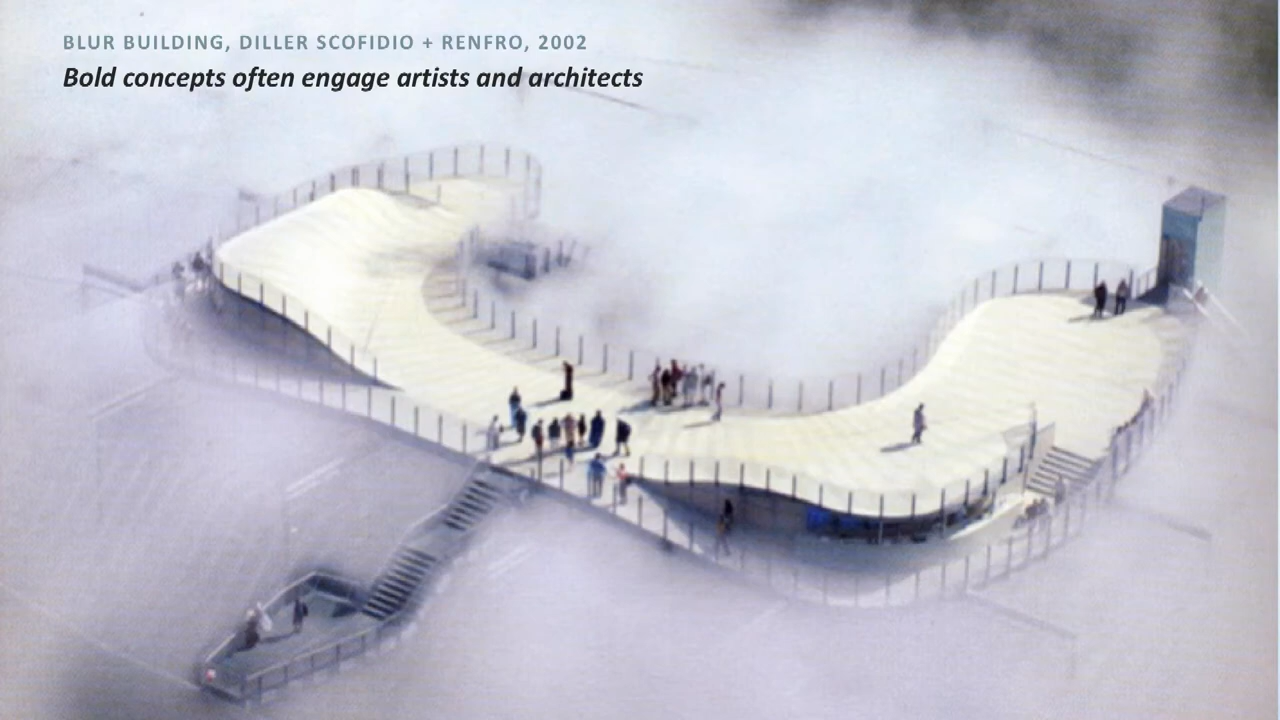 BLUR BUILDING, DILLER SCOFIDIO + RENFRO, 2002
Bold concepts often engage artists and architects